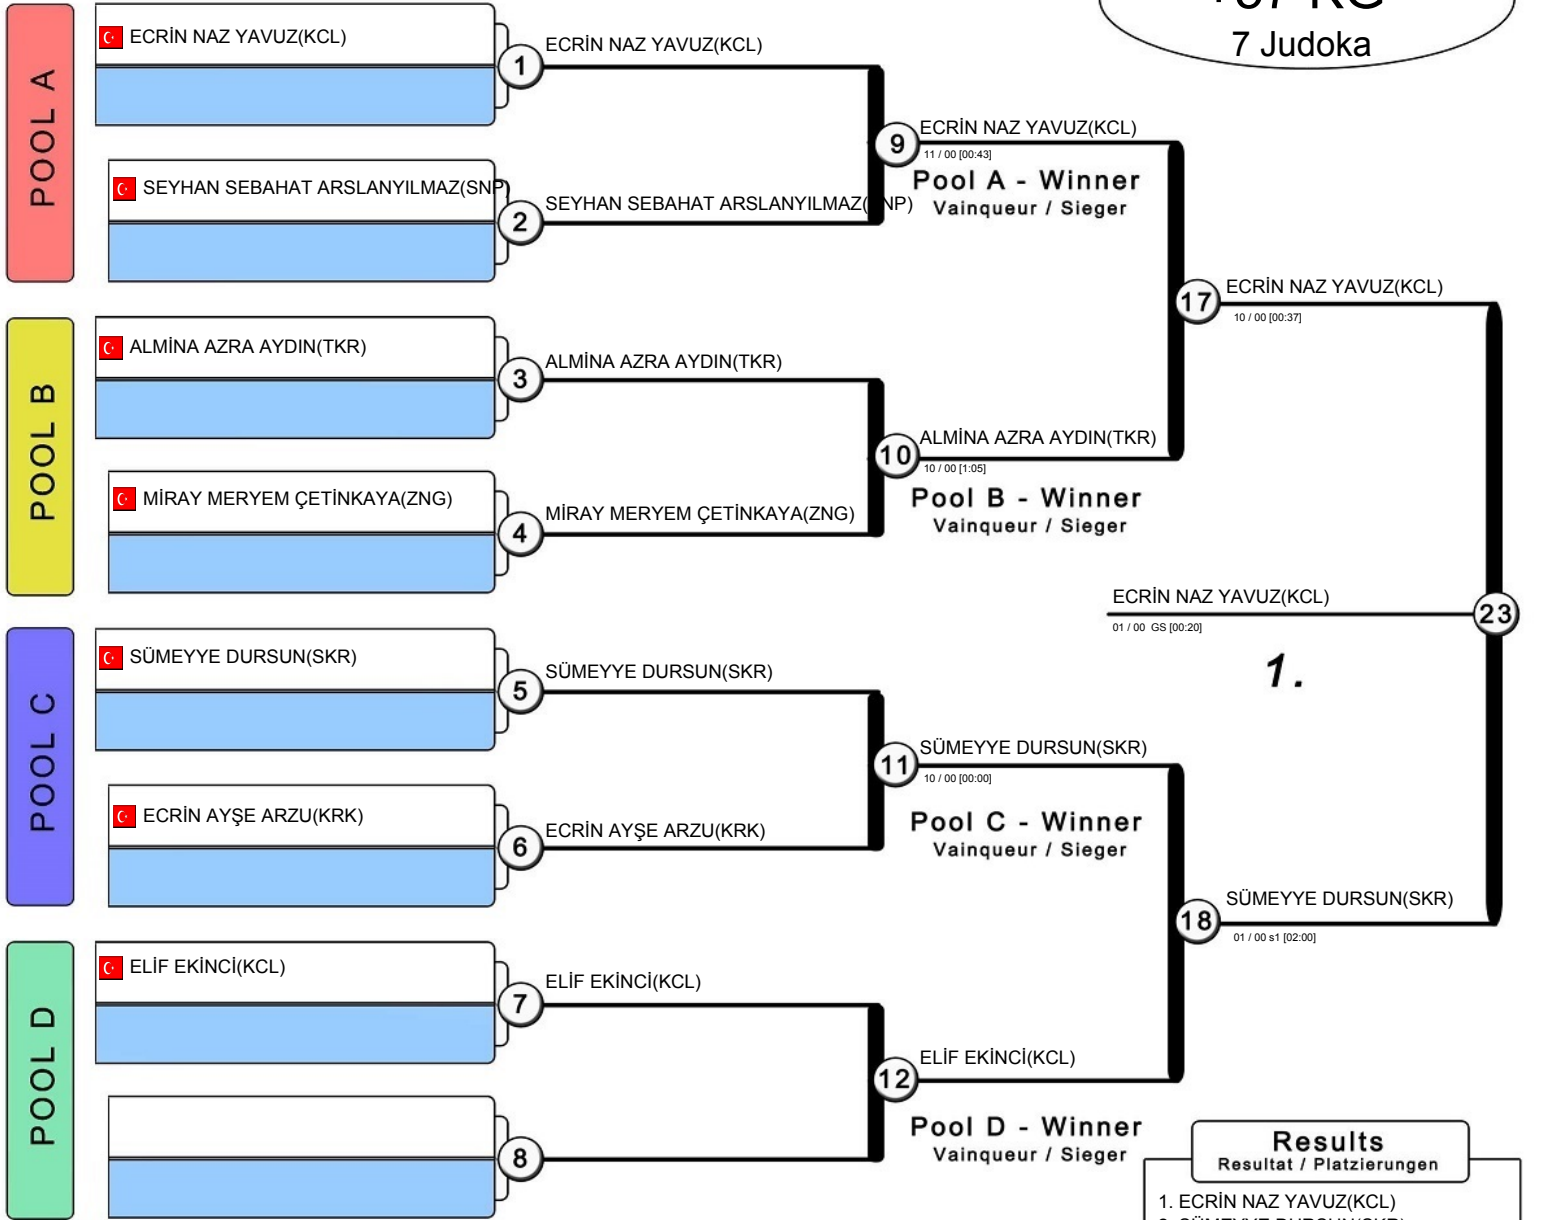 7 Judoka
POOL A
ECRİN NAZ YAVUZ(KCL)
1
ECRİN NAZ YAVUZ(KCL)
SEYHAN SEBAHAT ARSLANYILMAZ(SNP)
2
SEYHAN SEBAHAT ARSLANYILMAZ(SNP)
9
ECRİN NAZ YAVUZ(KCL)
11 / 00 [00:43]
Pool A - Winner
Vainqueur / Sieger
POOL B
ALMİNA AZRA AYDIN(TKR)
3
ALMİNA AZRA AYDIN(TKR)
MİRAY MERYEM ÇETİNKAYA(ZNG)
4
MİRAY MERYEM ÇETİNKAYA(ZNG)
10
ALMİNA AZRA AYDIN(TKR)
10 / 00 [1:05]
Pool B - Winner
Vainqueur / Sieger
17
ECRİN NAZ YAVUZ(KCL)
10 / 00 [00:37]
POOL C
SÜMEYYE DURSUN(SKR)
5
SÜMEYYE DURSUN(SKR)
ECRİN AYŞE ARZU(KRK)
6
ECRİN AYŞE ARZU(KRK)
11
SÜMEYYE DURSUN(SKR)
10 / 00 [00:00]
Pool C - Winner
Vainqueur / Sieger
POOL D
ELİF EKİNCİ(KCL)
7
ELİF EKİNCİ(KCL)
8
12
ELİF EKİNCİ(KCL)
Pool D - Winner
Vainqueur / Sieger
18
SÜMEYYE DURSUN(SKR)
01 / 00 s1 [02:00]
ECRİN NAZ YAVUZ(KCL)
23
01 / 00 GS [00:20]
1.
Results
Resultat / Platzierungen
1. ECRİN NAZ YAVUZ(KCL)